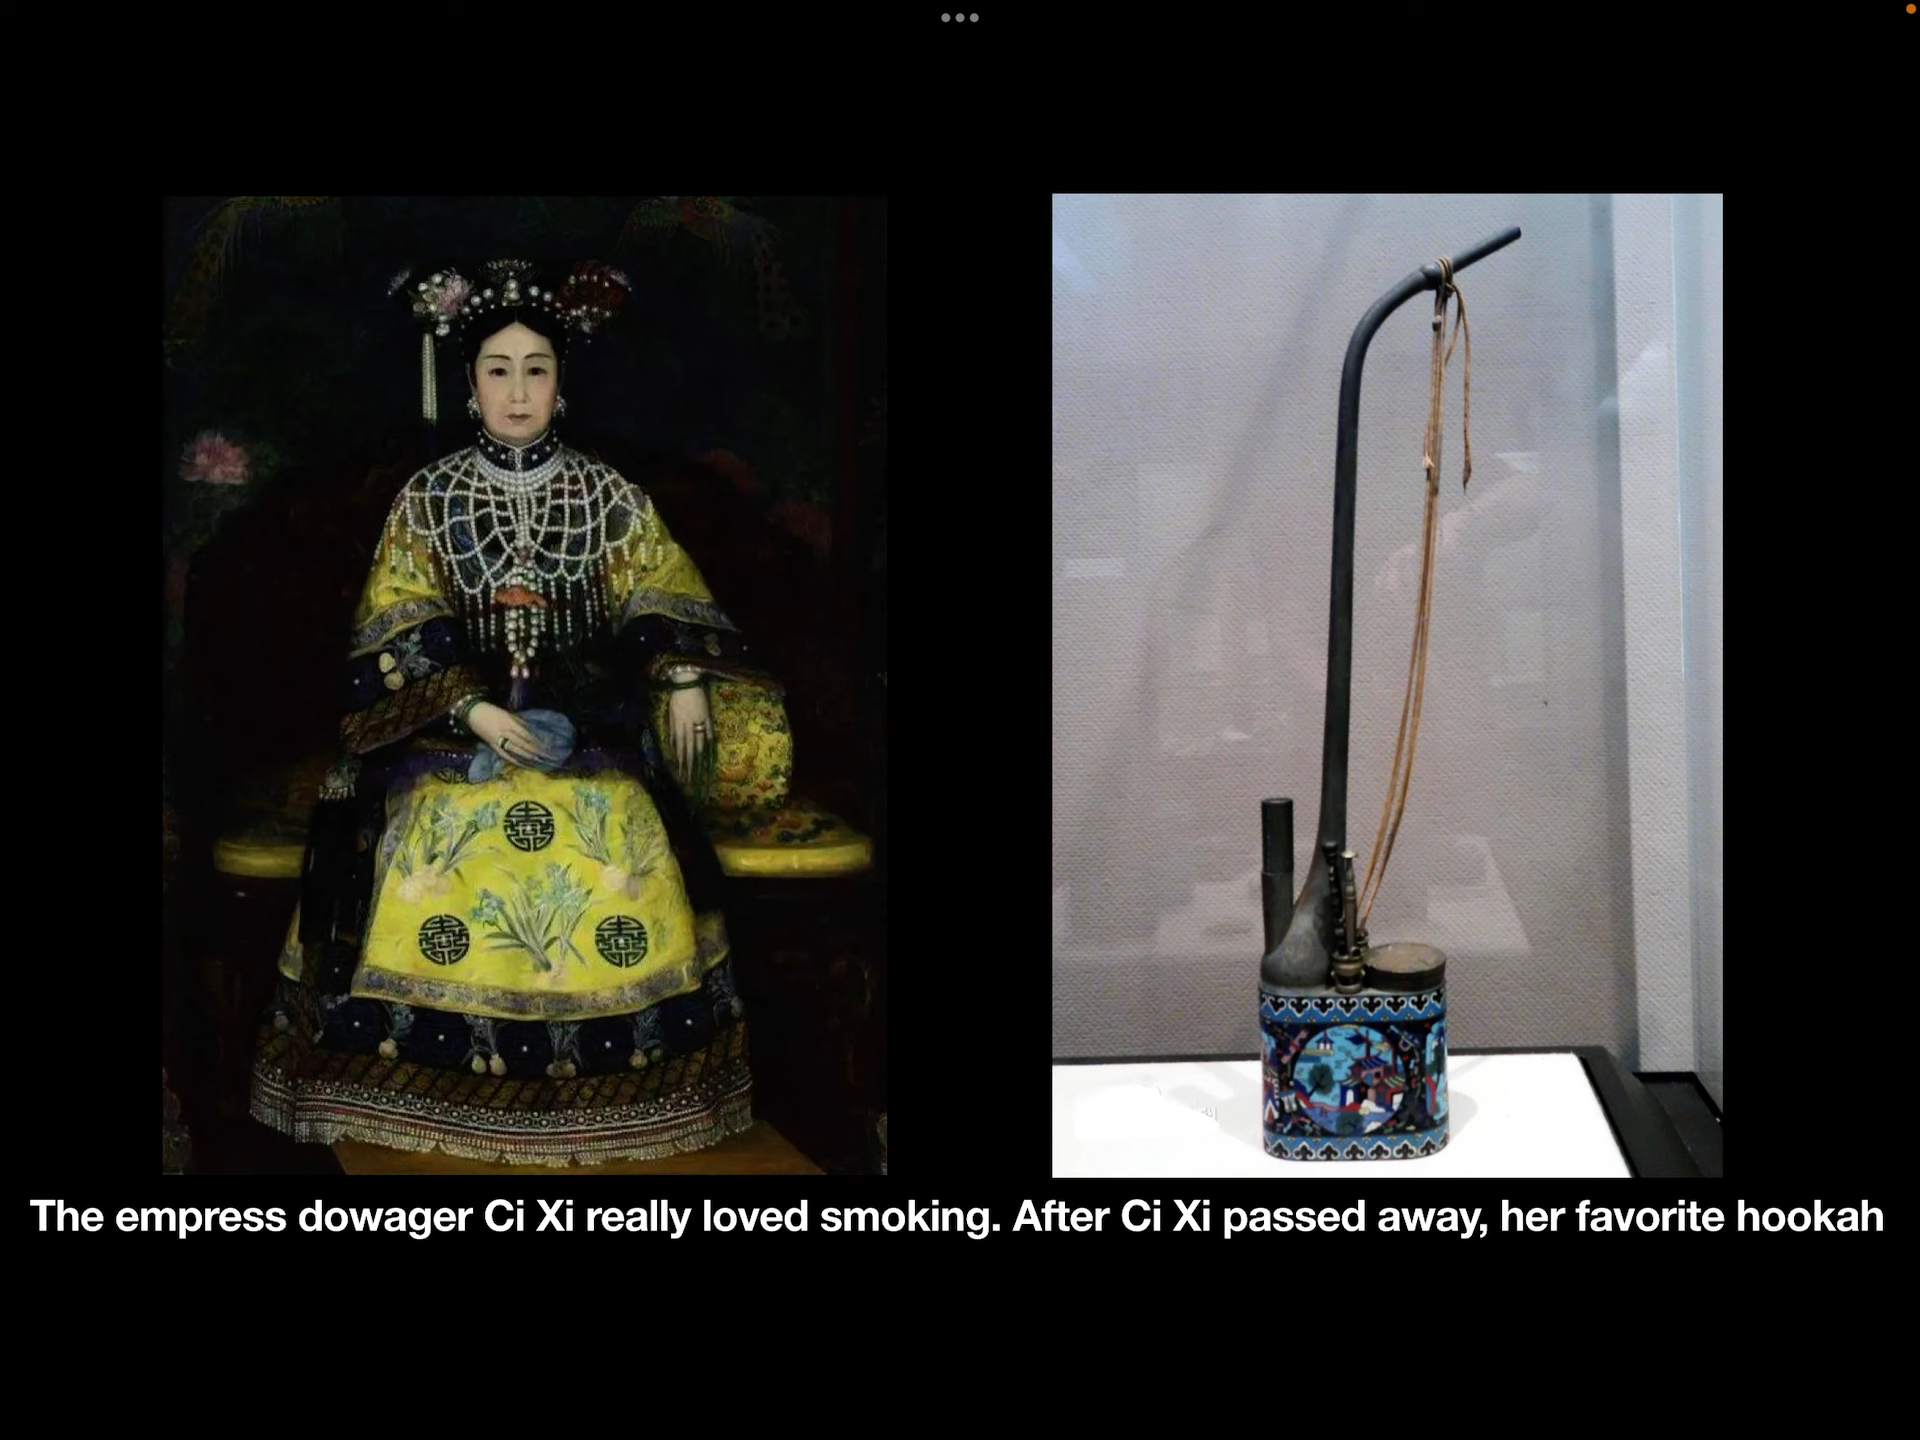 The empress dowager Ci Xi really loved smoking. After Ci Xi passed away, her favorite hookah